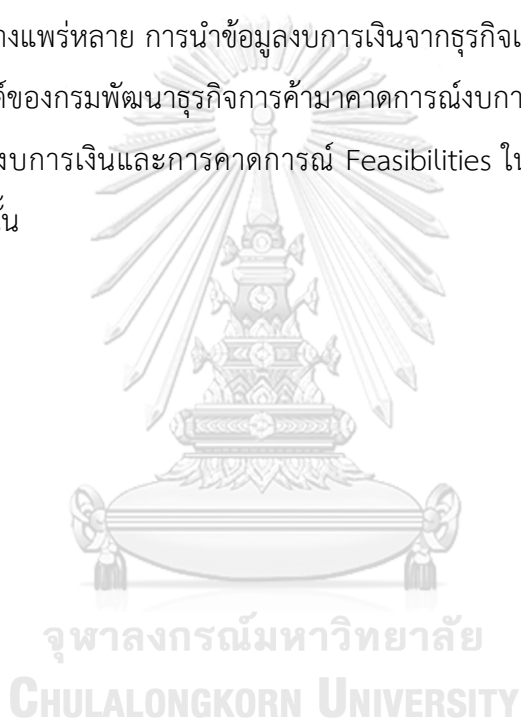 างแพร่หลาย การนำข้อมูลงบการเงินจากธุรกิจเ
ค์ของกรมพัฒนาธุรกิจการค้ามาคาดการณ์งบกา
งบการเงินและการคาดการณ์ Feasibilities ใน
ั้น
จุฬาลงกรณ์มหาวิทยาลัย
CHULALONGKORN UNIVERSITY